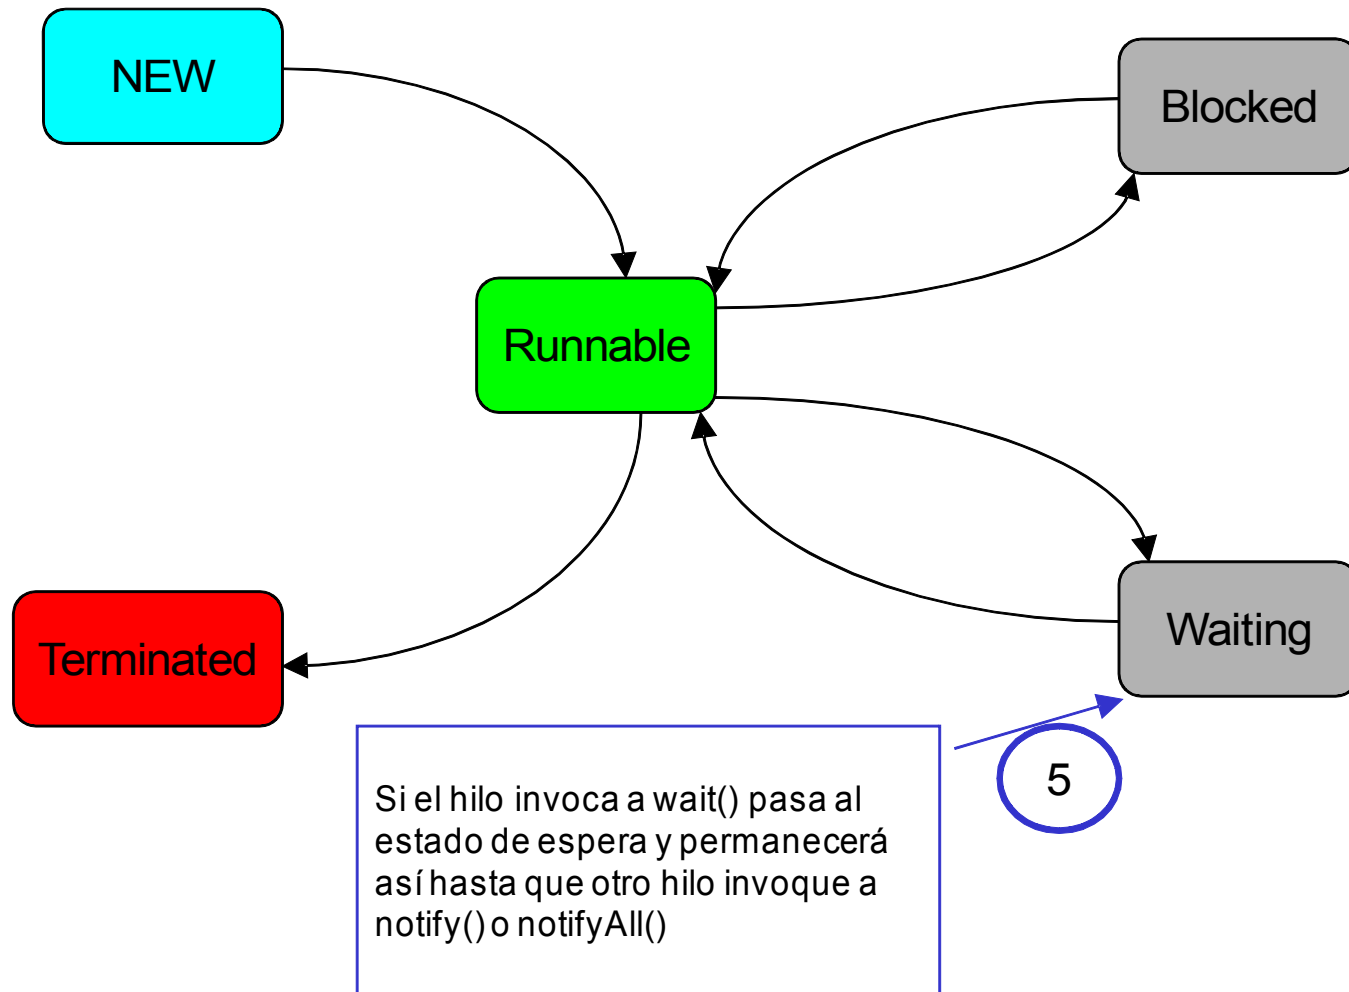 NEW
Blocked
Runnable
Terminated
Waiting
5
Si el hilo invoca a wait() pasa al
estado de espera y permanecerá
así hasta que otro hilo invoque a
notify() o notifyAll()